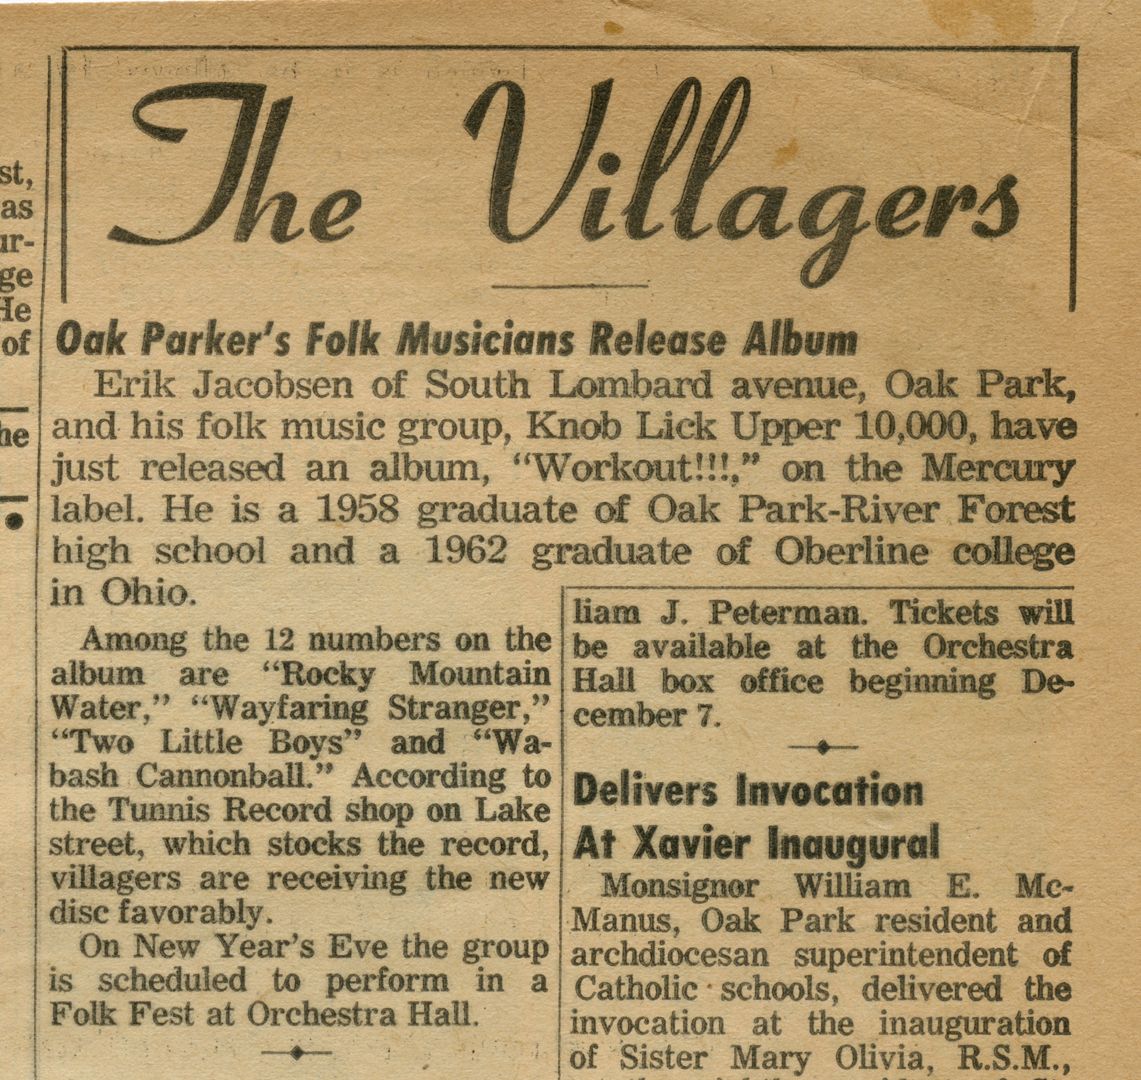 The Villagers
st,
as
ur-
ge
He
of
he
Oak Parker's Folk Musicians Release Album
Erik Jacobsen of South Lombard avenue, Oak Park,
and his folk music group, Knob Lick Upper 10,000, have
just released an album, “Workout!!!,” on the Mercury
label. He is a 1958 graduate of Oak Park-River Forest
high school and a 1962 graduate of Oberline college
in Ohio.
Among the 12 numbers on the
album are “Rocky Mountain
Water,” “Wayfaring Stranger,”
“Two Little Boys” and “Wa-
bash Cannonball.” According to
the Tunnis Record shop on Lake
street, which stocks the record,
villagers are receiving the new
disc favorably.
On New Year's Eve the group
is scheduled to perform in a
Folk Fest at Orchestra Hall.
liam J. Peterman. Tickets will
be available at the Orchestra
Hall box office beginning De-
cember 7.
Delivers Invocation
At Xavier Inaugural
Monsignor William E. Mc-
Manus, Oak Park resident and
archdiocesan superintendent of
Catholic schools, delivered the
invocation at the inauguration
of Sister Mary Olivia, R.S.M.,